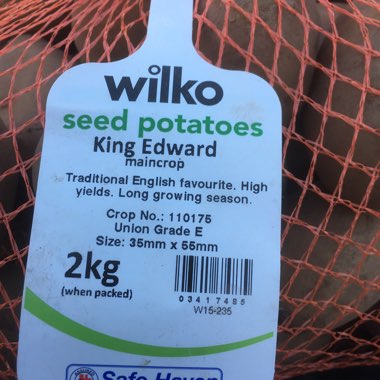 wilko
seed potatoes
King Edward
maincrop
Traditional English favourite. High
yields. Long growing season.
Crop No.: 110175
Union Grade E
Size: 35mm x 55mm
2kg
(when packed)
03417485
W15-235
Safe Haven